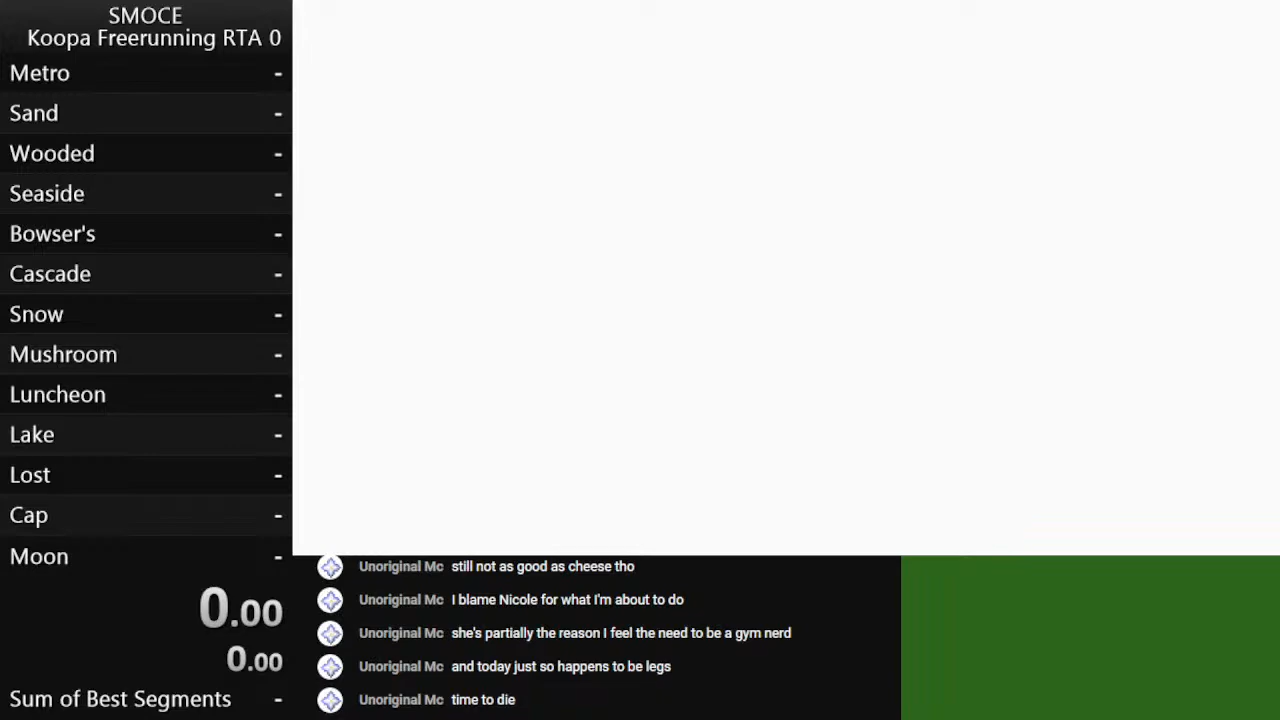 SMOCE
Koopa Freerunning RTA 0
Metro -
Sand -
Wooded -
Seaside -
Bowser's -
Cascade -
Snow -
Mushroom -
Luncheon -
Lake -
Lost -
Cap -
Moon -
0.00
0.00
Sum of Best Segments -
Unoriginal Mc still not as good as cheese tho
Unoriginal Mc I blame Nicole for what I'm about to do
Unoriginal Mc she's partially the reason I feel the need to be a gym nerd
Unoriginal Mc and today just so happens to be legs
Unoriginal Mc time to die